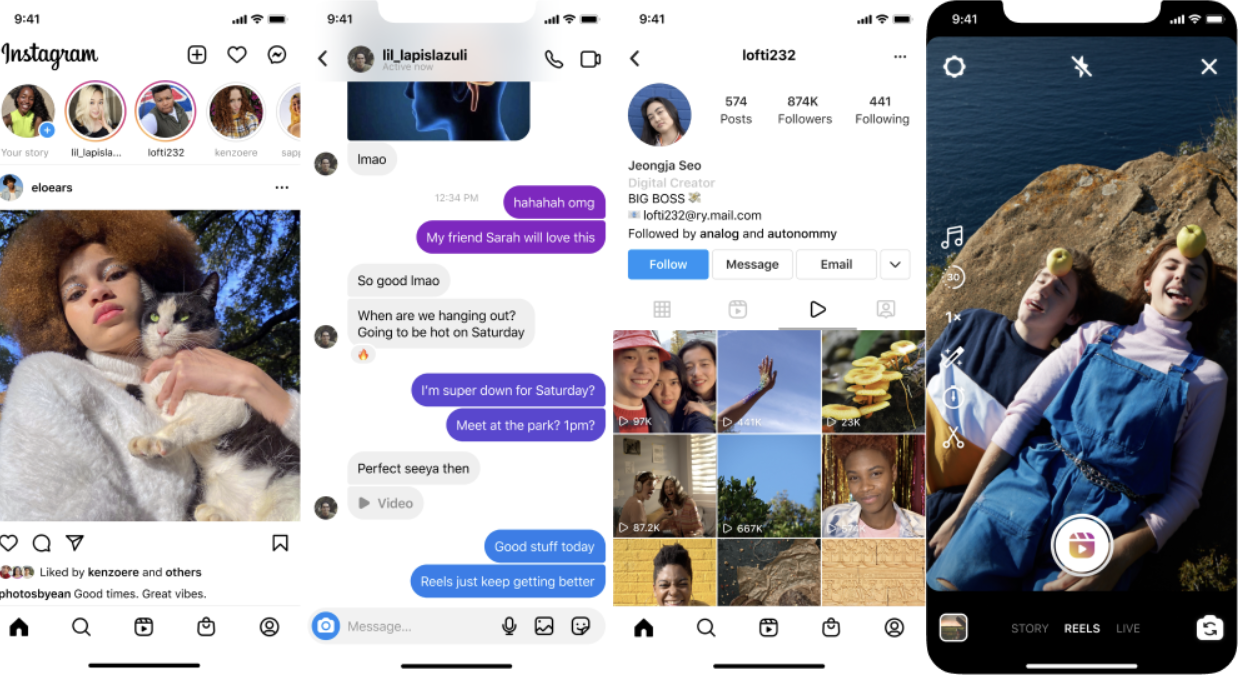 9:41
Instagram
Your story
lil_lapisla...
lofti232
kenzoere
sapp
eloears
Liked by kenzoere and others
photosbyean Good times. Great vibes.
9:41
lil_lapislazuli
Active now
lmao
12:34 PM
hahahah omg
My friend Sarah will love this
So good lmao
When are we hanging out?
Going to be hot on Saturday
I'm super down for Saturday?
Meet at the park? 1pm?
Perfect seeya then
Video
Good stuff today
Reels just keep getting better
Message...
9:41
lofti232
574 874K 441
Posts Followers Following
Jeongja Seo
Digital Creator
BIG BOSS
lofti232@ry.mail.com
Followed by analog and autonommy
Follow Message Email
97K 441K 23K
87.2K 667K
9:41
30
1x
STORY REELS LIVE